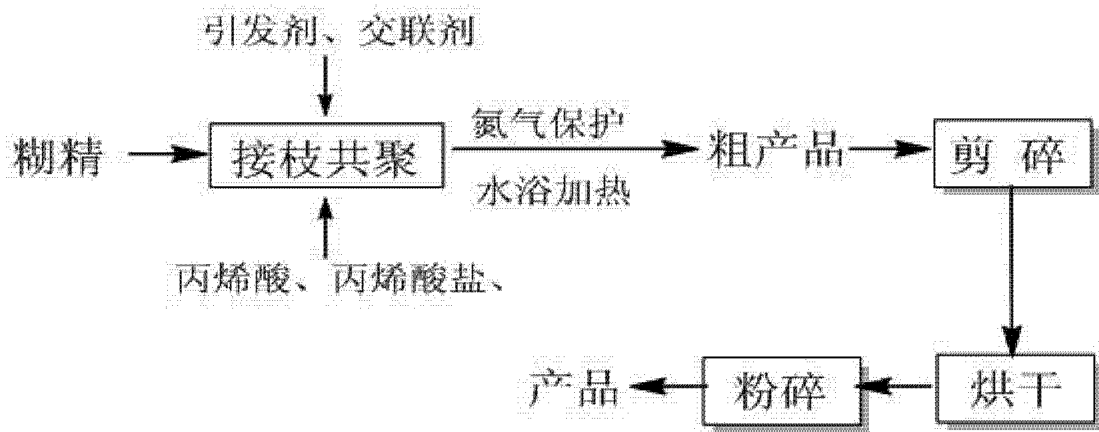 引发剂、交联剂
糊精
接枝共聚
氮气保护
水浴加热
粗产品
剪 碎
丙烯酸、丙烯酸盐、
烘干
粉碎
产品